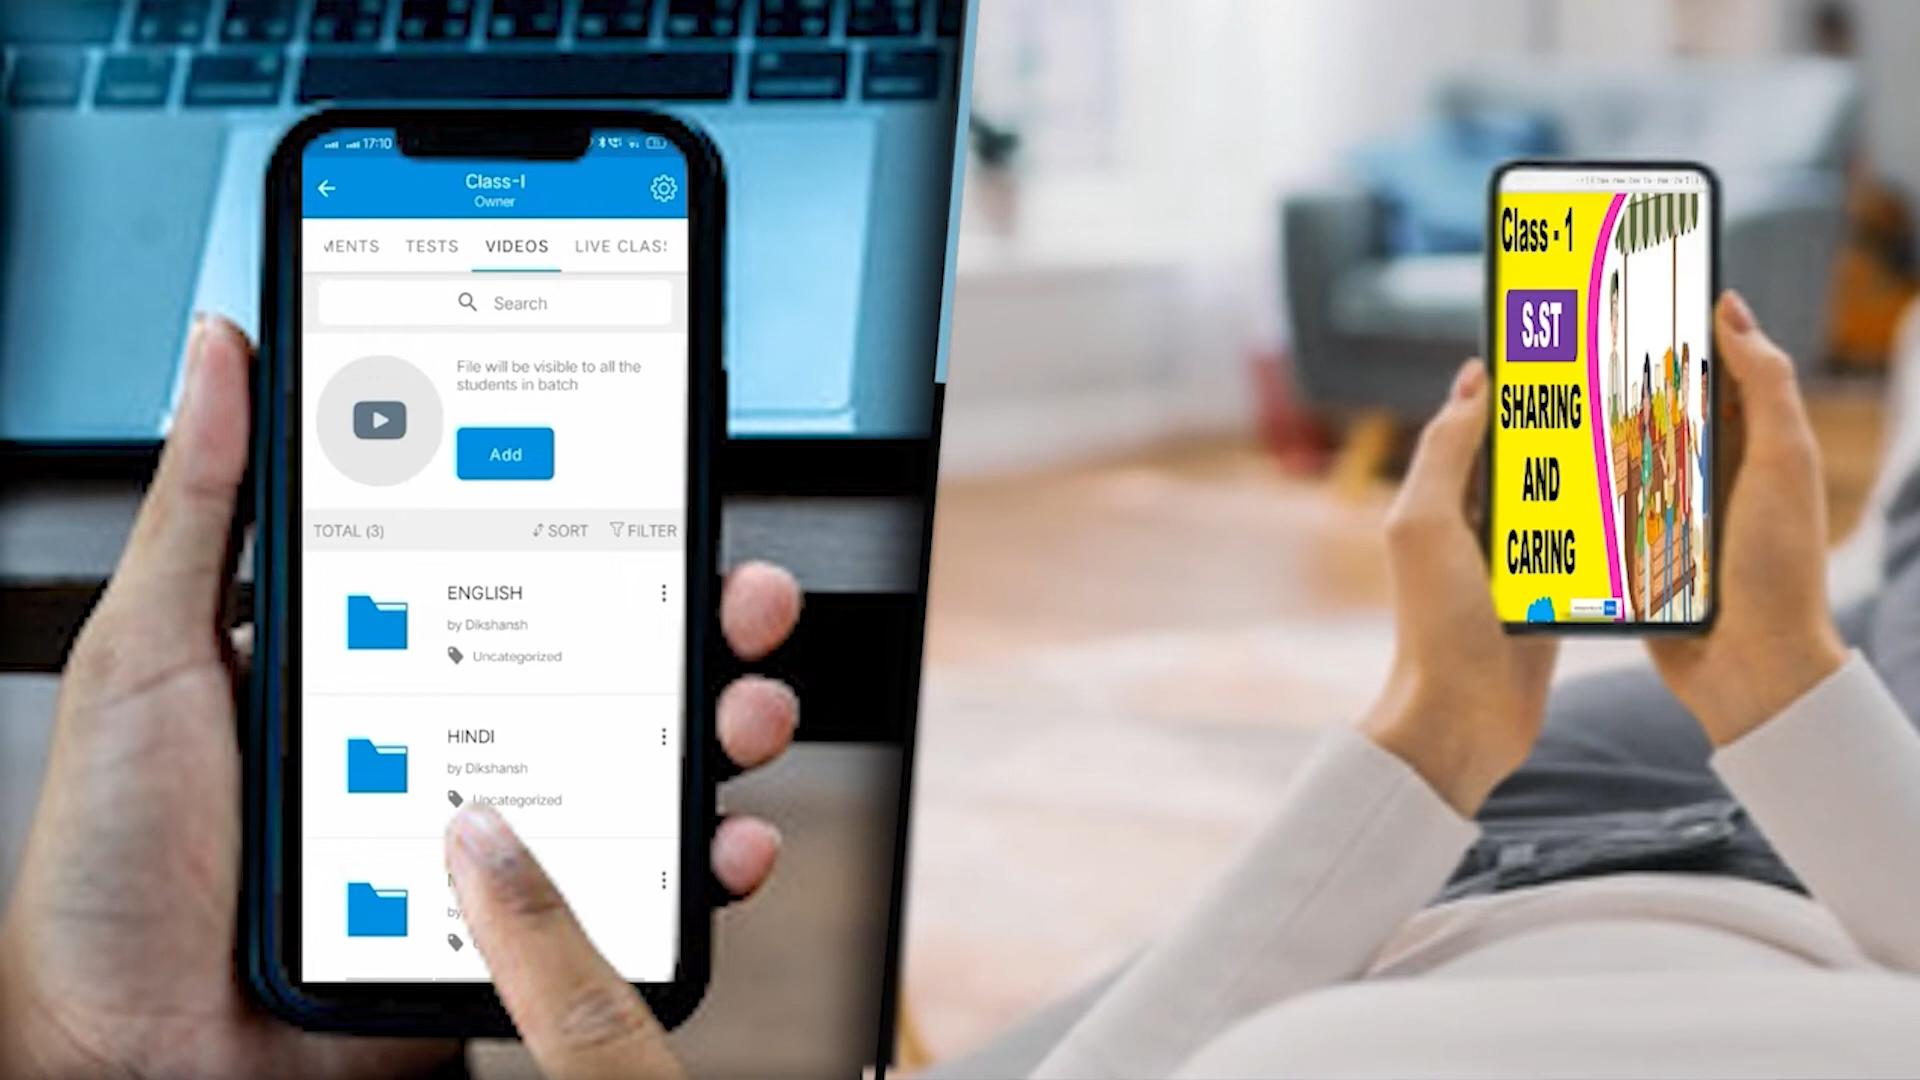 17:10
Class-I
Owner
MENTS TESTS VIDEOS LIVE CLAS
Search
File will be visible to all the
students in batch
Add
TOTAL (3) SORT FILTER
ENGLISH
by Dikshansh
Uncategorized
HINDI
by Dikshansh
Uncategorized
by
Class - 1
S.ST
SHARING
AND
CARING